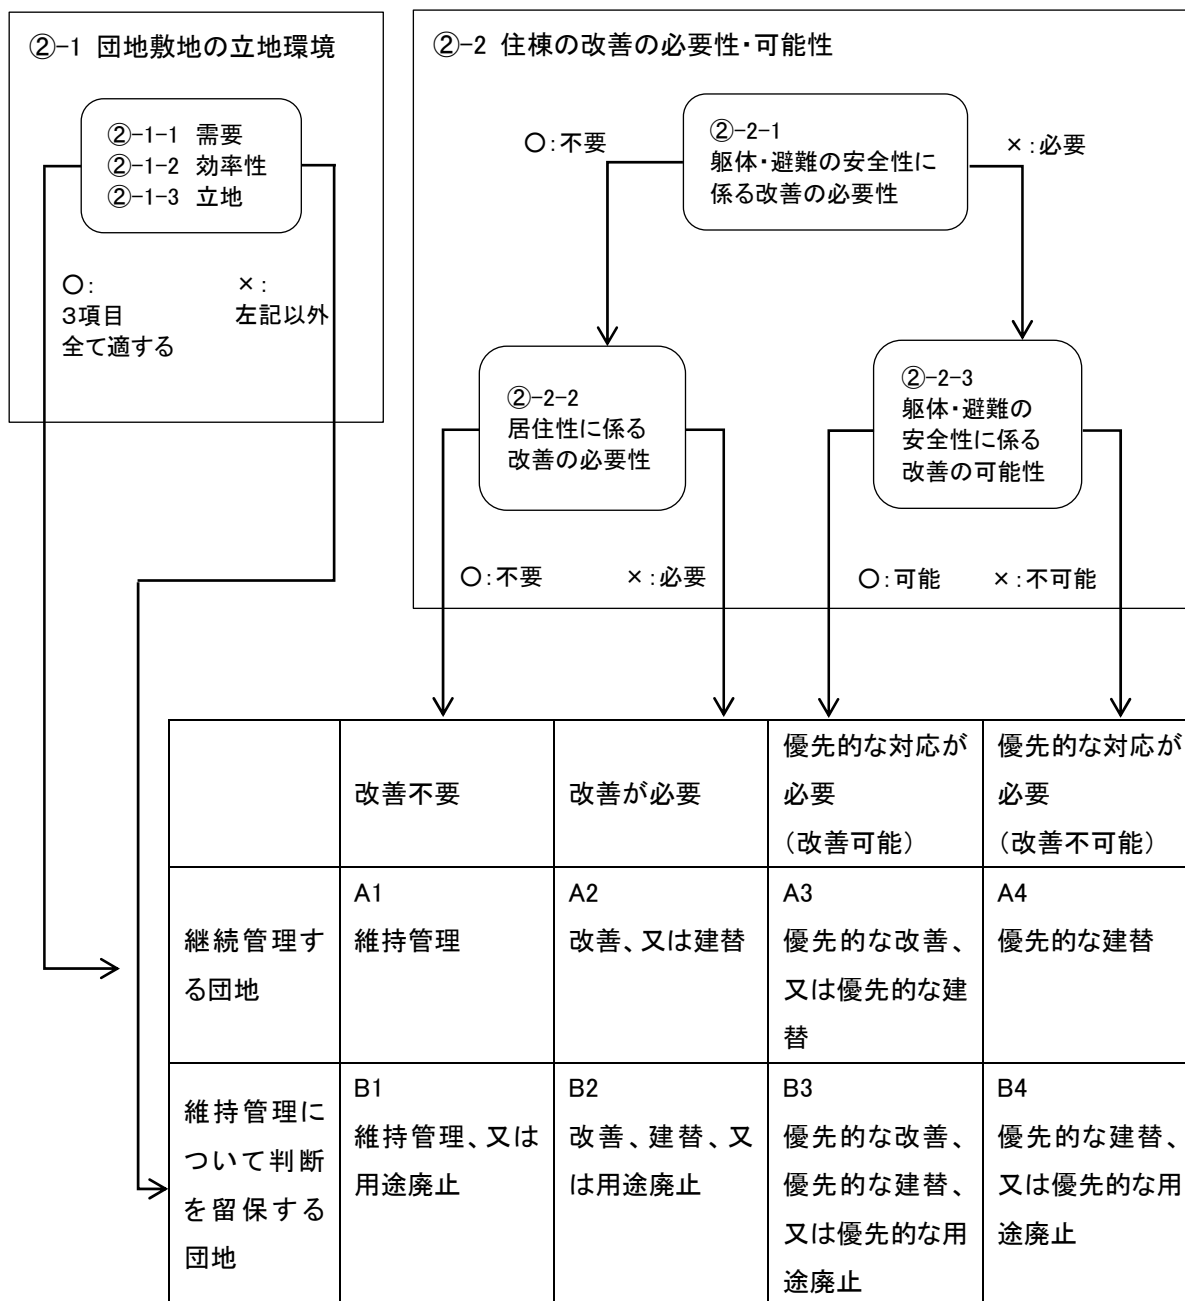 ②-1 団地敷地の立地環境
②-1-1 需要
②-1-2 効率性
②-1-3 立地
○:
3項目
全て適する
×:
左記以外
②-2 住棟の改善の必要性・可能性
○:不要
②-2-1
躯体・避難の安全性に
係る改善の必要性
×:必要
②-2-2
居住性に係る
改善の必要性
②-2-3
躯体・避難の
安全性に係る
改善の可能性
○:不要
×:必要
○:可能
×:不可能
改善不要
改善が必要
優先的な対応が
必要
(改善可能)
優先的な対応が
必要
(改善不可能)
継続管理す
る団地
A1
維持管理
A2
改善、又は建替
A3
優先的な改善、
又は優先的な建
替
A4
優先的な建替
維持管理に
ついて判断
を留保する
団地
B1
維持管理、又は
用途廃止
B2
改善、建替、又
は用途廃止
B3
優先的な改善、
優先的な建替、
又は優先的な用
途廃止
B4
優先的な建替、
又は優先的な用
途廃止